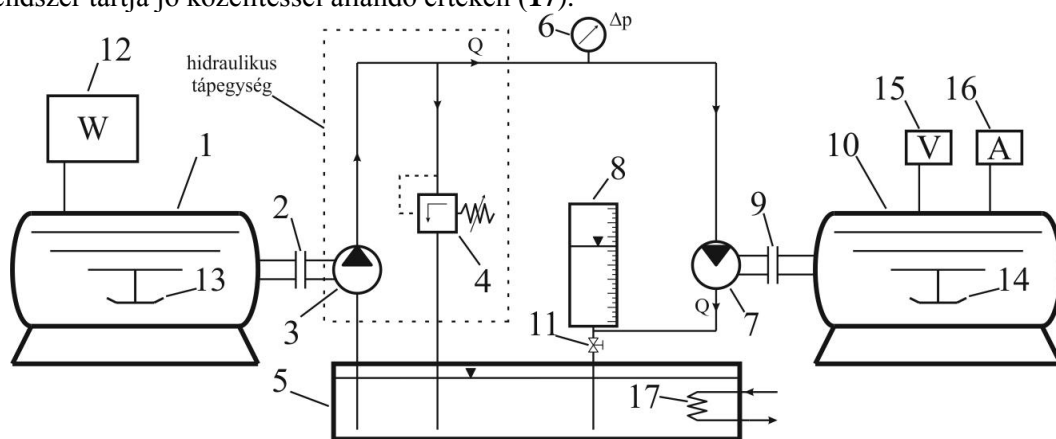 rendszer tartja jó közelítéssel állandó értéken (17).
6
Δp
Q
hidraulikus
tápegység
12
W
1
2
3
4
5
8
7
Q
9
10
11
13
14
15
V
16
A
17